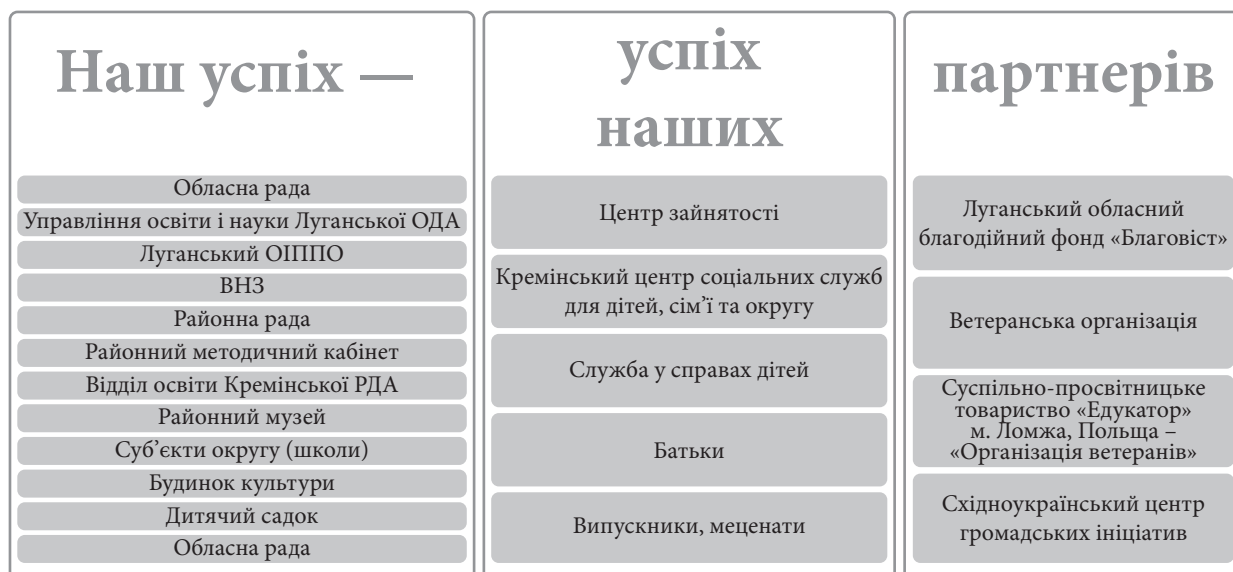 Наш успіх —
Обласна рада
Управління освіти і науки Луганської ОДА
Луганський ОІППО
ВНЗ
Районна рада
Районний методичний кабінет
Відділ освіти Кремінської РДА
Районний музей
Суб’єкти округу (школи)
Будинок культури
Дитячий садок
Обласна рада
успіх
наших
Центр зайнятості
Кремінський центр соціальних служб
для дітей, сім’ї та округу
Служба у справах дітей
Батьки
Випускники, меценати
партнерів
Луганський обласний
благодійний фонд «Благовіст»
Ветеранська організація
Суспільно-просвітницьке
товариство «Едукатор»
м. Ломжа, Польща –
«Організація ветеранів»
Східноукраїнський центр
громадських ініціатив